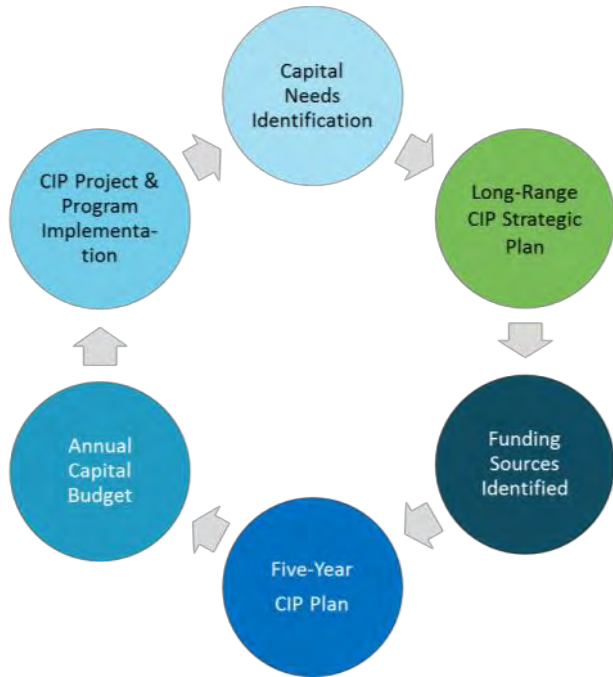 Capital
Needs
Identification
Long-Range
CIP Strategic
Plan
Funding
Sources
Identified
Five-Year
CIP Plan
Annual
Capital
Budget
CIP Project &
Program
Implementa-
tion